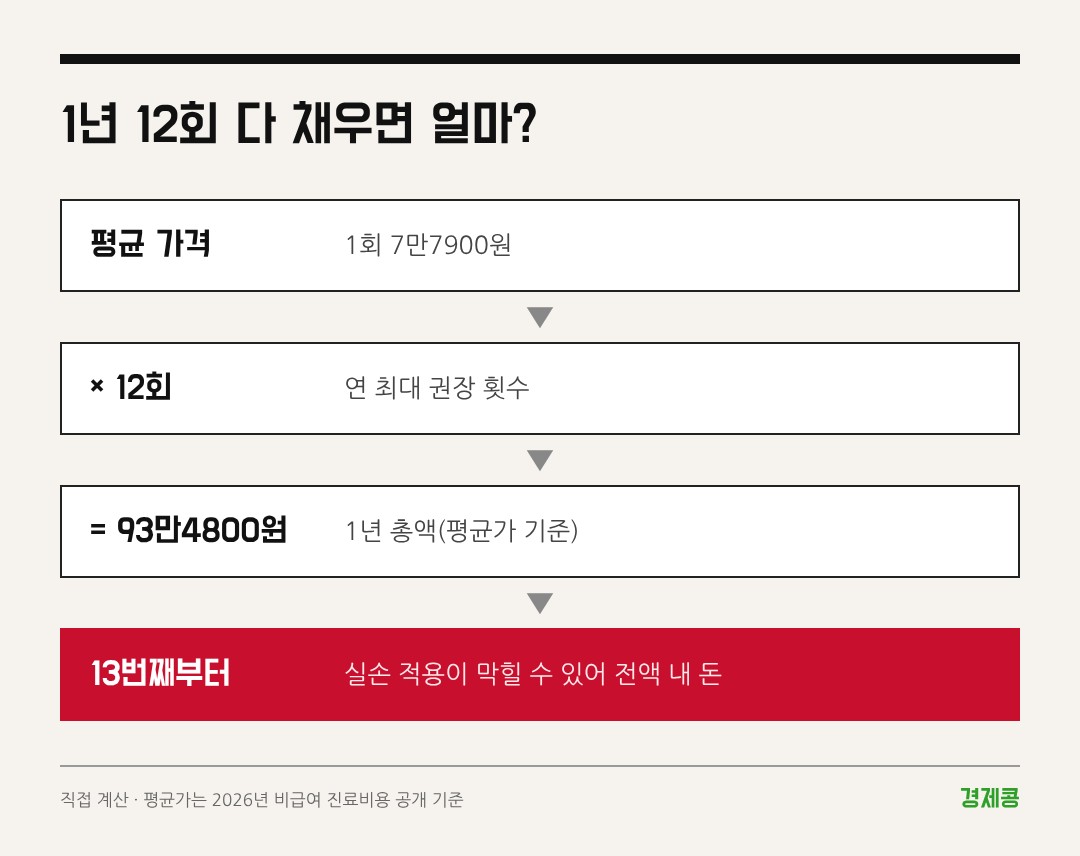 1년 12회 다 채우면 얼마?
평균 가격 1회 7만7900원
× 12회 연 최대 권장 횟수
= 93만4800원 1년 총액(평균가 기준)
13번째부터 실손 적용이 막힐 수 있어 전액 내 돈
직접 계산 · 평균가는 2026년 비급여 진료비용 공개 기준 경제콩